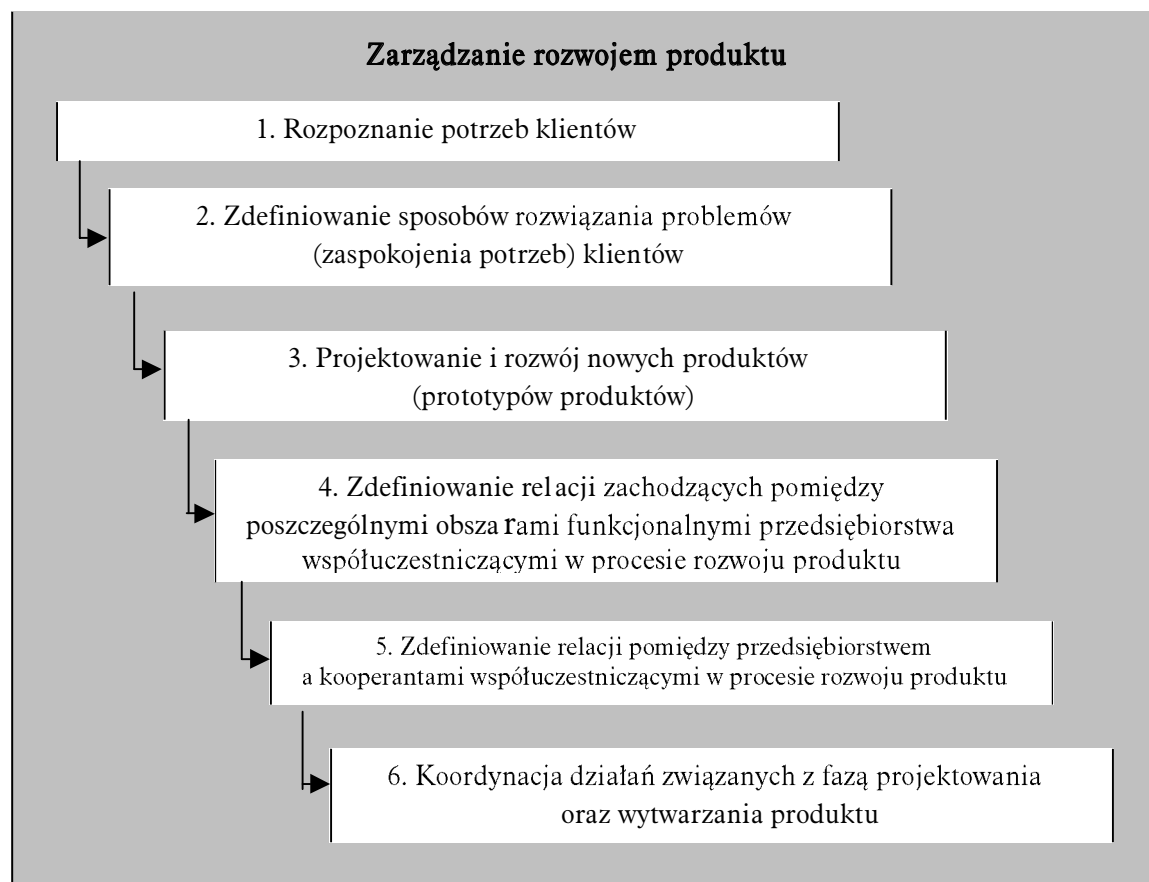 Zarządzanie rozwojem produktu
1. Rozpoznanie potrzeb klientów
2. Zdefiniowanie sposobów rozwiązania problemów
(zaspokojenia potrzeb) klientów
3. Projektowanie i rozwój nowych produktów
(prototypów produktów)
4. Zdefiniowanie relacji zachodzących pomiędzy
poszczególnymi obszarami funkcjonalnymi przedsiębiorstwa
współuczestniczącymi w procesie rozwoju produktu
5. Zdefiniowanie relacji pomiędzy przedsiębiorstwem
a kooperantami współuczestniczącymi w procesie rozwoju produktu
6. Koordynacja działań związanych z fazą projektowania
oraz wytwarzania produktu